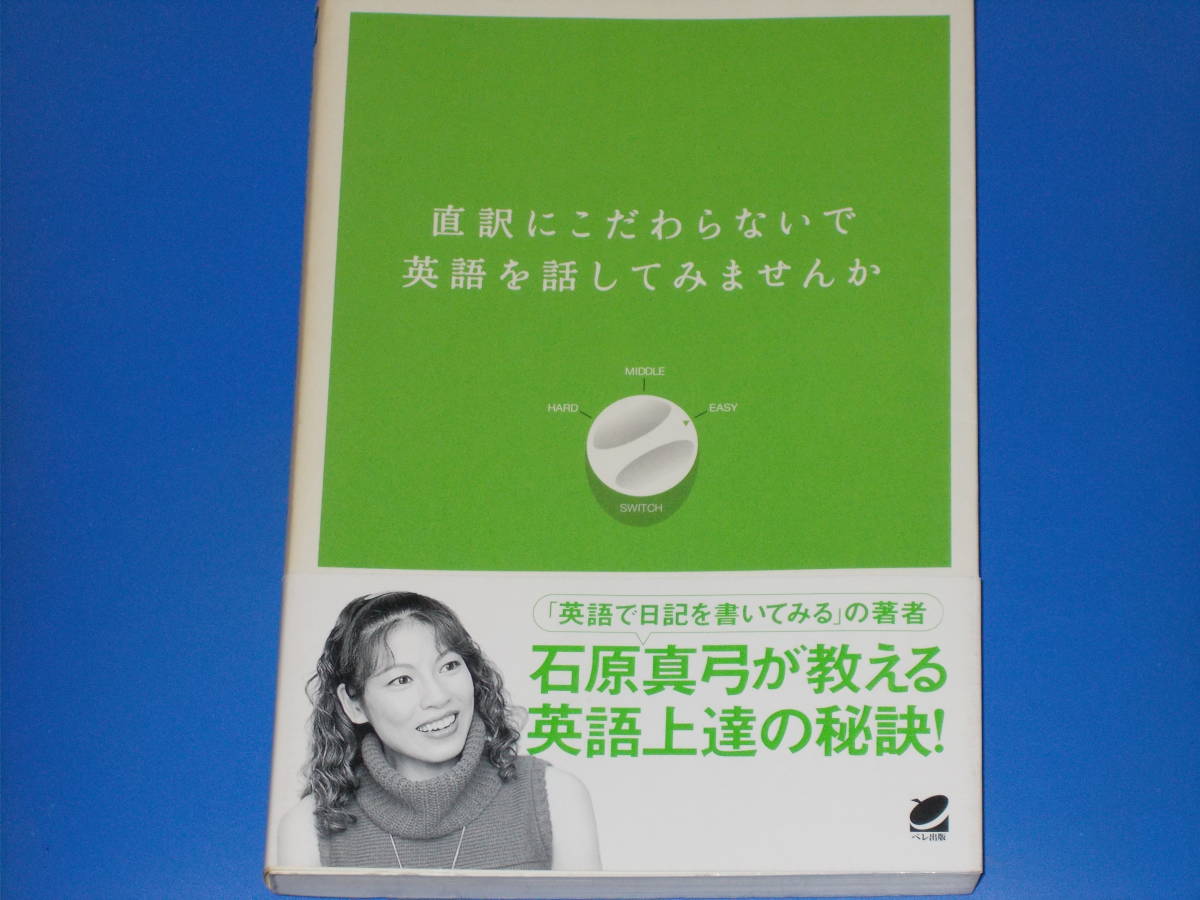 直訳にこだわらないで
英語を話してみませんか
MIDDLE
HARD
EASY
SWITCH
「英語で日記を書いてみる」の著者
石原真弓が教える
英語上達の秘訣!
ベレ出版